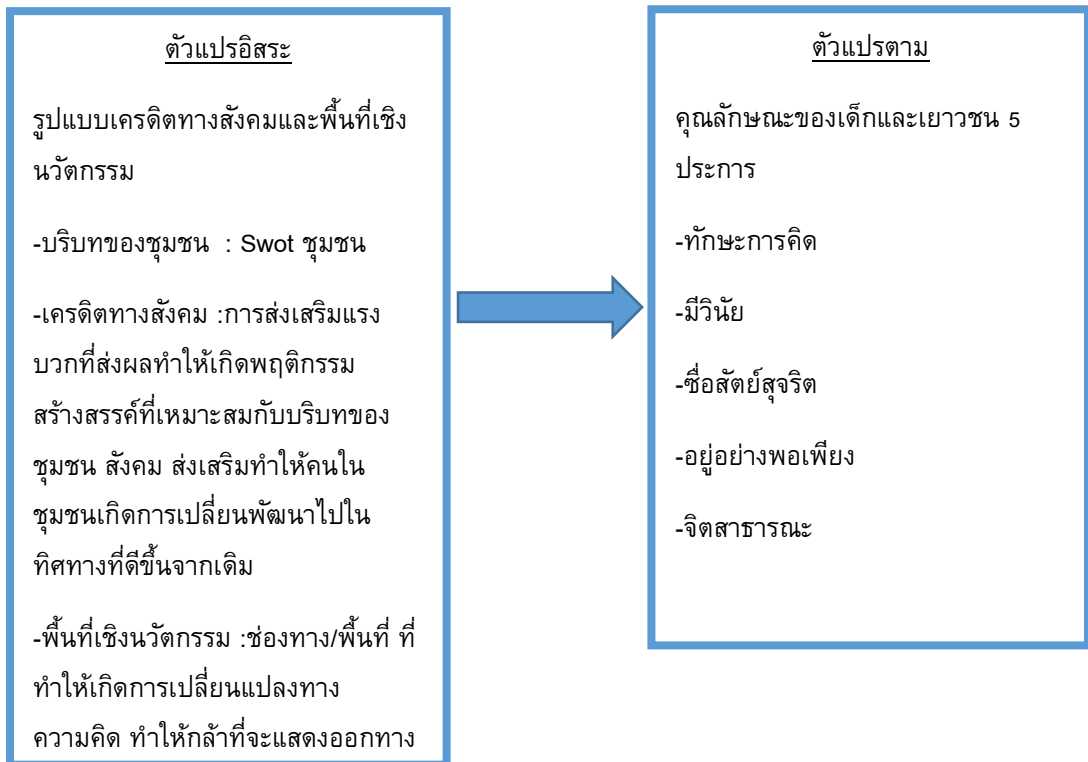 ตัวแปรอิสระ
รูปแบบเครดิตทางสังคมและพื้นที่เชิง
นวัตกรรม
-บริบทของชุมชน : Swot ชุมชน
-เครดิตทางสังคม :การส่งเสริมแรง
บวกที่ส่งผลทำให้เกิดพฤติกรรม
สร้างสรรค์ที่เหมาะสมกับบริบทของ
ชุมชน สังคม ส่งเสริมทำให้คนใน
ชุมชนเกิดการเปลี่ยนพัฒนาไปใน
ทิศทางที่ดีขึ้นจากเดิม
-พื้นที่เชิงนวัตกรรม :ช่องทาง/พื้นที่ ที่
ทำให้เกิดการเปลี่ยนแปลงทาง
ความคิด ทำให้กล้าที่จะแสดงออกทาง
ตัวแปรตาม
คุณลักษณะของเด็กและเยาวชน 5
ประการ
-ทักษะการคิด
-มีวินัย
-ซื่อสัตย์สุจริต
-อยู่อย่างพอเพียง
-จิตสาธารณะ